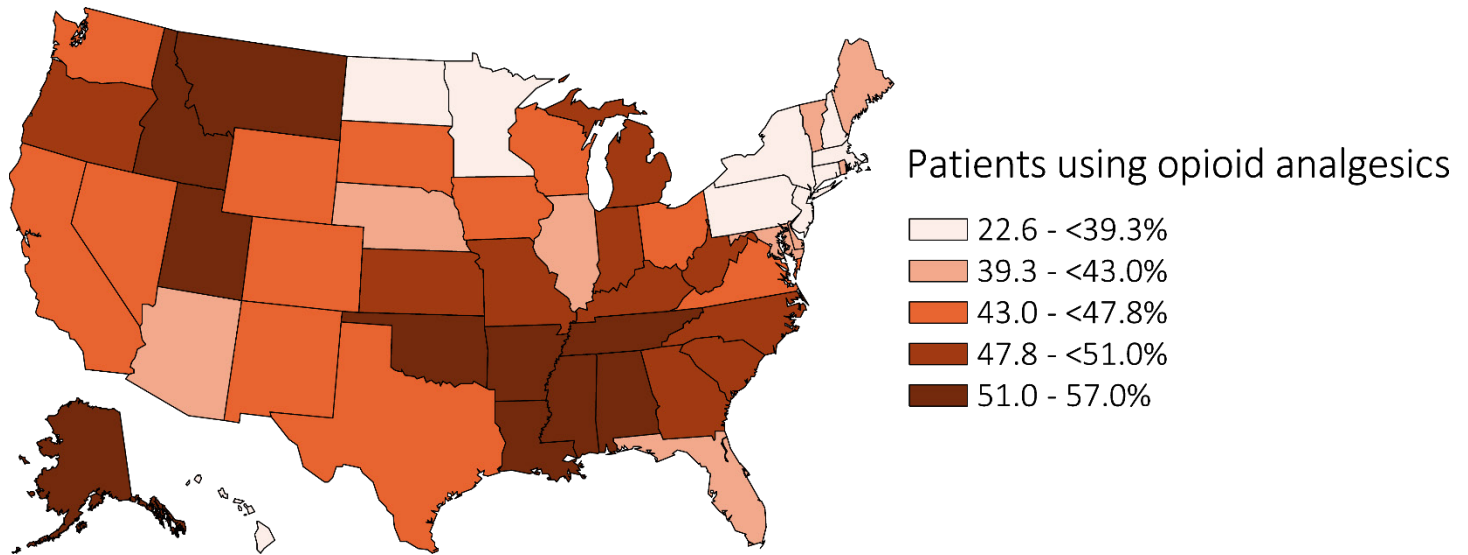 Patients using opioid analgesics
22.6 - <39.3%
39.3 - <43.0%
43.0 - <47.8%
47.8 - <51.0%
51.0 - 57.0%